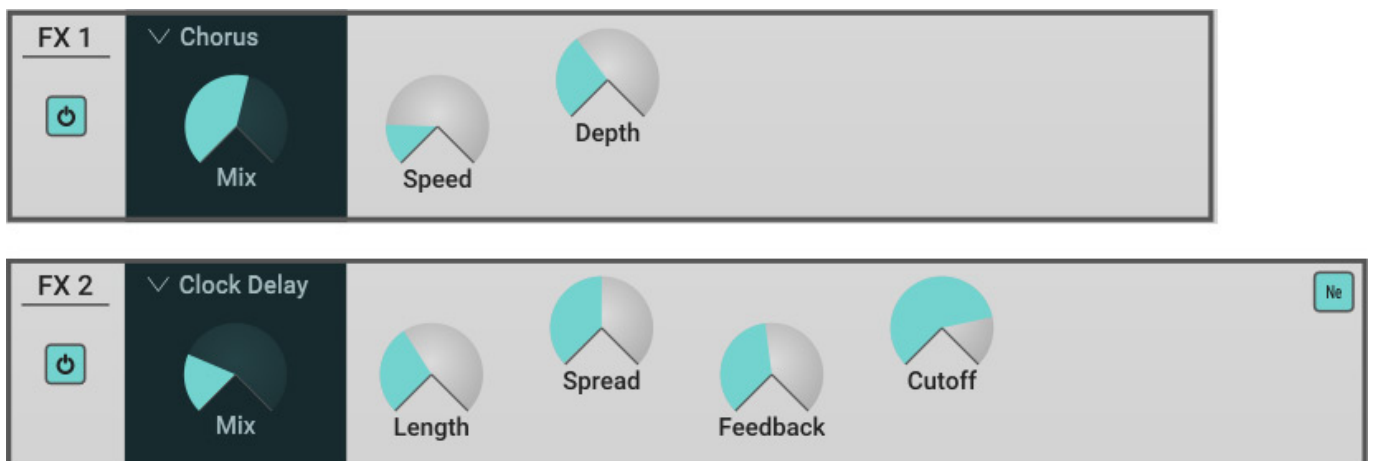 FX 1
Chorus
Mix
Speed
Depth
FX 2
Clock Delay
Ne
Mix
Length
Spread
Feedback
Cutoff